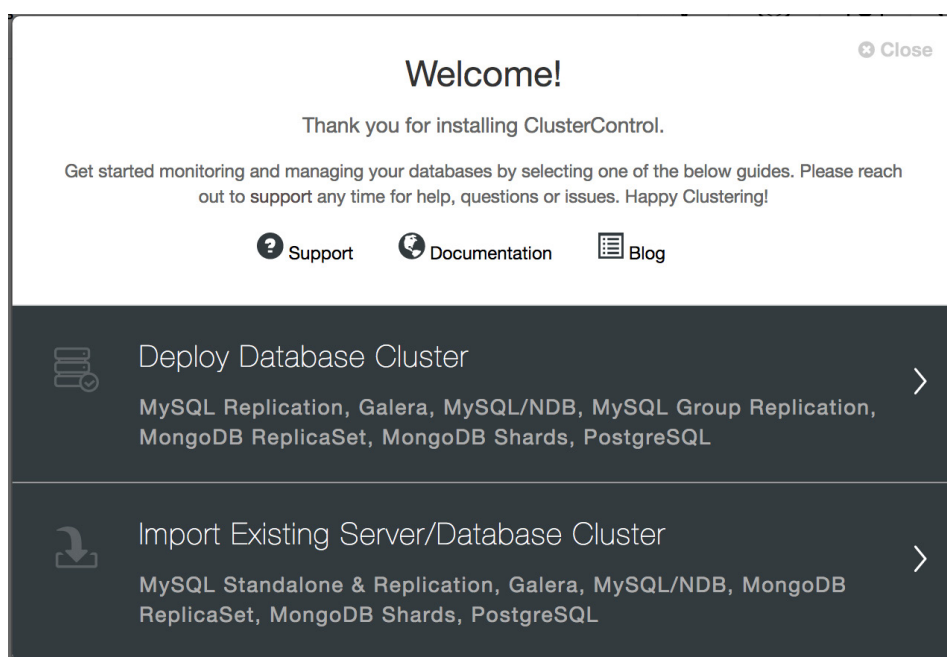 Close
Welcome!
Thank you for installing ClusterControl.
Get started monitoring and managing your databases by selecting one of the below guides. Please reach
out to support any time for help, questions or issues. Happy Clustering!
Support Documentation Blog
Deploy Database Cluster
MySQL Replication, Galera, MySQL/NDB, MySQL Group Replication,
MongoDB ReplicaSet, MongoDB Shards, PostgreSQL
Import Existing Server/Database Cluster
MySQL Standalone & Replication, Galera, MySQL/NDB, MongoDB
ReplicaSet, MongoDB Shards, PostgreSQL